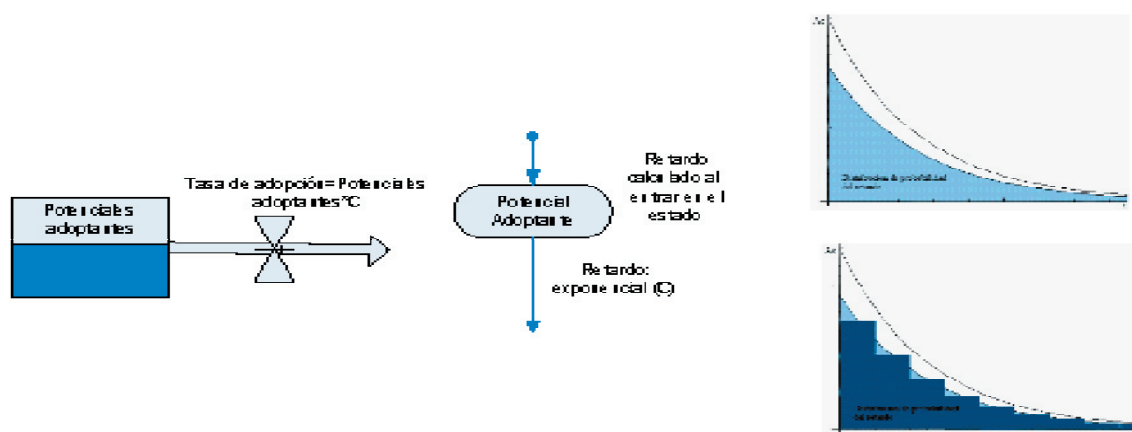 Tasa de adopción= Potenciales
adoptantes*C
Potenciales
adoptantes
Potencial
Adoptante
Retardo
calculado al
entrar en el
estado
Retardo:
exponencial (C)